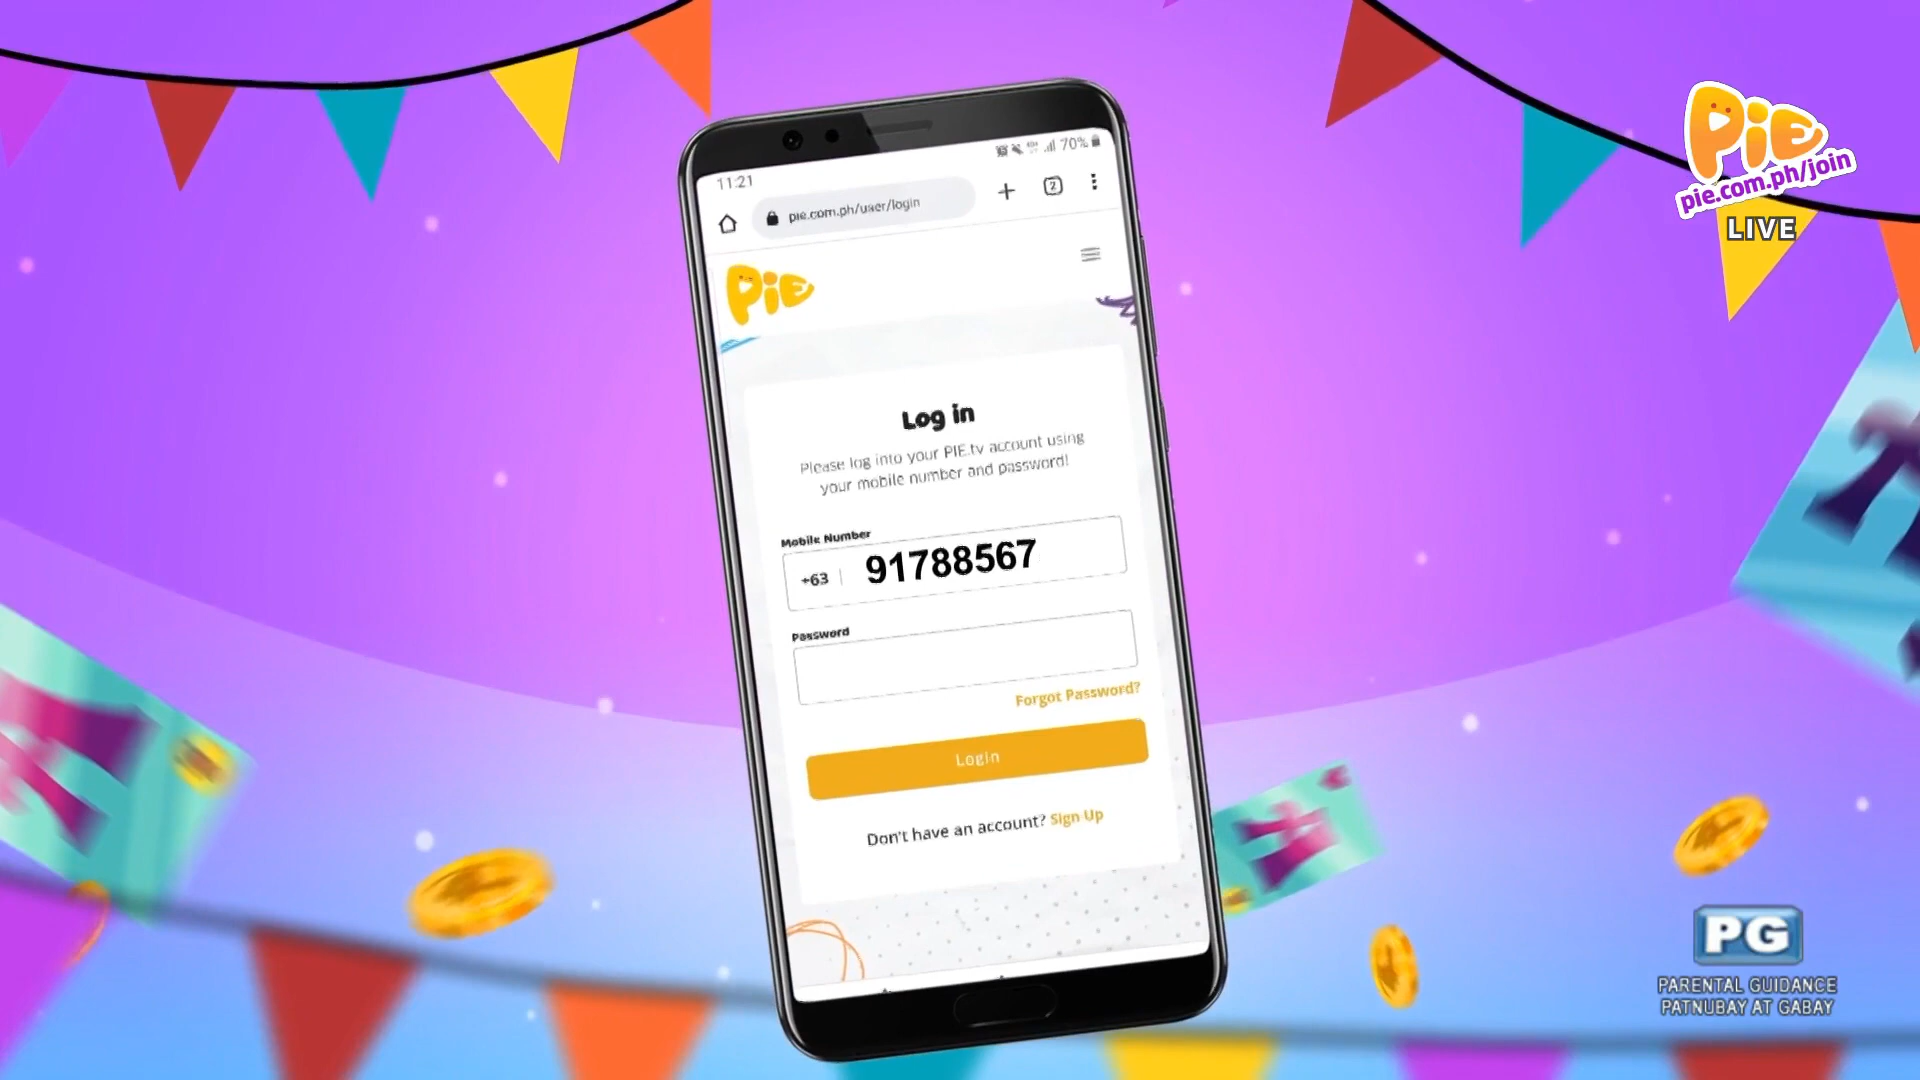 PiE
pie.com.ph/join
LIVE
11:21
70%
pie.com.ph/user/login
2
PiE
Log in
Please log into your PIE.tv account using
your mobile number and password!
Mobile Number
+63
91788567
Password
Forgot Password?
Login
Don't have an account? Sign Up
PG
PARENTAL GUIDANCE
PATNUBAY AT GABAY